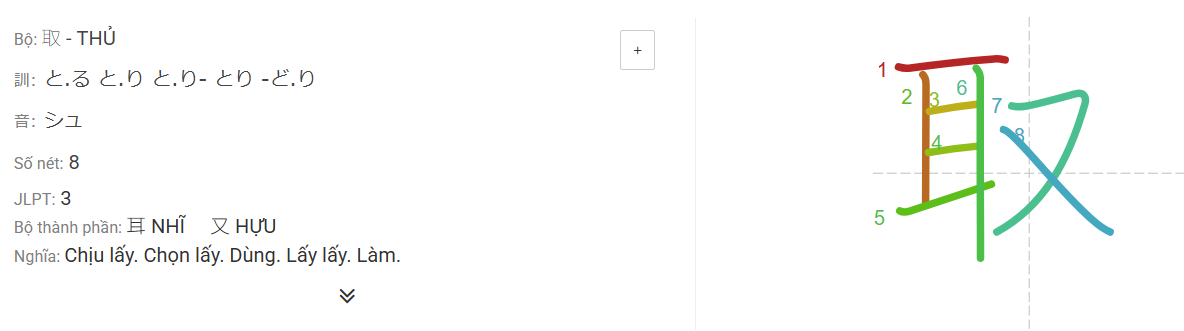 Bộ: 取 - THỦ
+
訓: と.る と.り と.り- とり -ど.り
音: シュ
Số nét: 8
JLPT: 3
Bộ thành phần: 耳 NHĨ 又 HỰU
Nghĩa: Chịu lấy. Chọn lấy. Dùng. Lấy lấy. Làm.
取
1
2
3
4
5
6
7
8